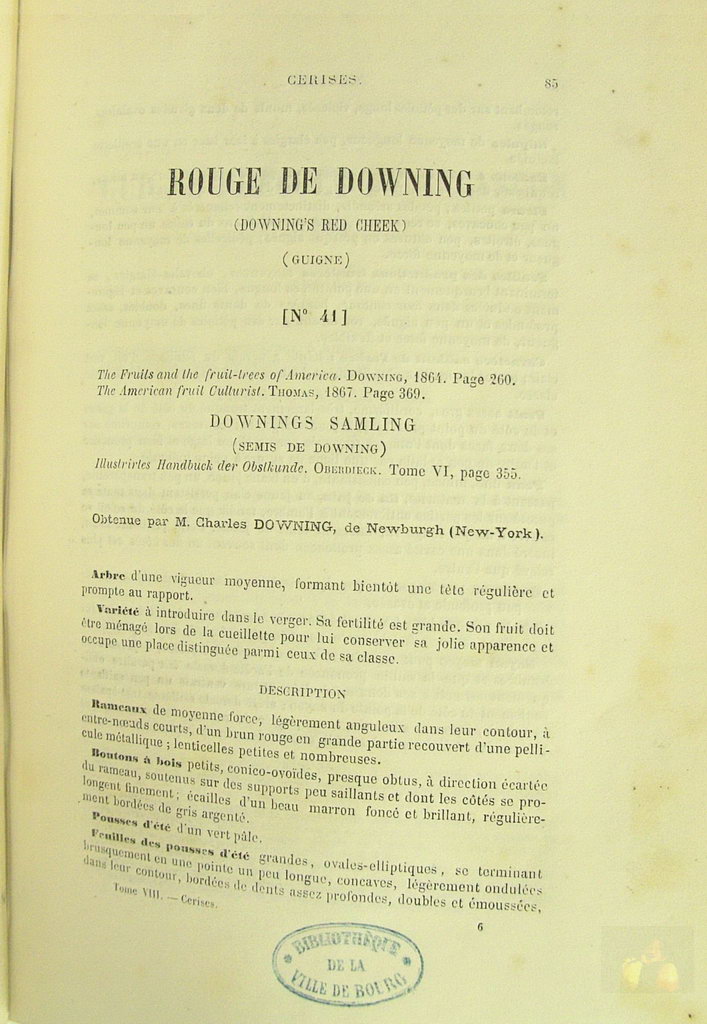 CERISES.
85
ROUGE DE DOWNING
(DOWNING'S RED CHEEK)
(GUIGNE)
[N° 41]
The Fruits and the fruit-trees of America. DOWNING, 1864. Page 260.
The American fruit Culturist. THOMAS, 1867. Page 369.
DOWNINGS SAMLING
(SEMIS DE DOWNING)
Illustrirtes Handbuck der Obstkunde. OBERDIECK. Tome VI, page 355.
Obtenue par M. Charles DOWNING, de Newburgh (New-York).
Arbre d'une vigueur moyenne, formant bientôt une tête régulière et
prompte au rapport.
Variété à introduire dans le verger. Sa fertilité est grande. Son fruit doit
être ménagé lors de la cueillette pour lui conserver sa jolie apparence et
occupe une place distinguée parmi ceux de sa classe.
DESCRIPTION
Rameaux de moyenne force, légèrement anguleux dans leur contour, à
entre-nœuds courts, d'un brun rouge en grande partie recouvert d'une pelli-
cule métallique ; lenticelles petites et nombreuses.
Boutons à bois petits, conico-ovoïdes, presque obtus, à direction écartée
du rameau, soutenus sur des supports peu saillants et dont les côtés se pro-
longent finement ; écailles d'un beau marron foncé et brillant, régulière-
ment bordées de gris argenté.
Pousses d'été d'un vert pâle.
Feuilles des pousses d'été grandes, ovales-elliptiques, se terminant
brusquement en une pointe un peu longue, concaves, légèrement ondulées
dans leur contour, bordées de dents assez profondes, doubles et émoussées,
Tome VIII. — Cerises.
6
BIBLIOTHÈQUE
DE LA
VILLE DE BOURG